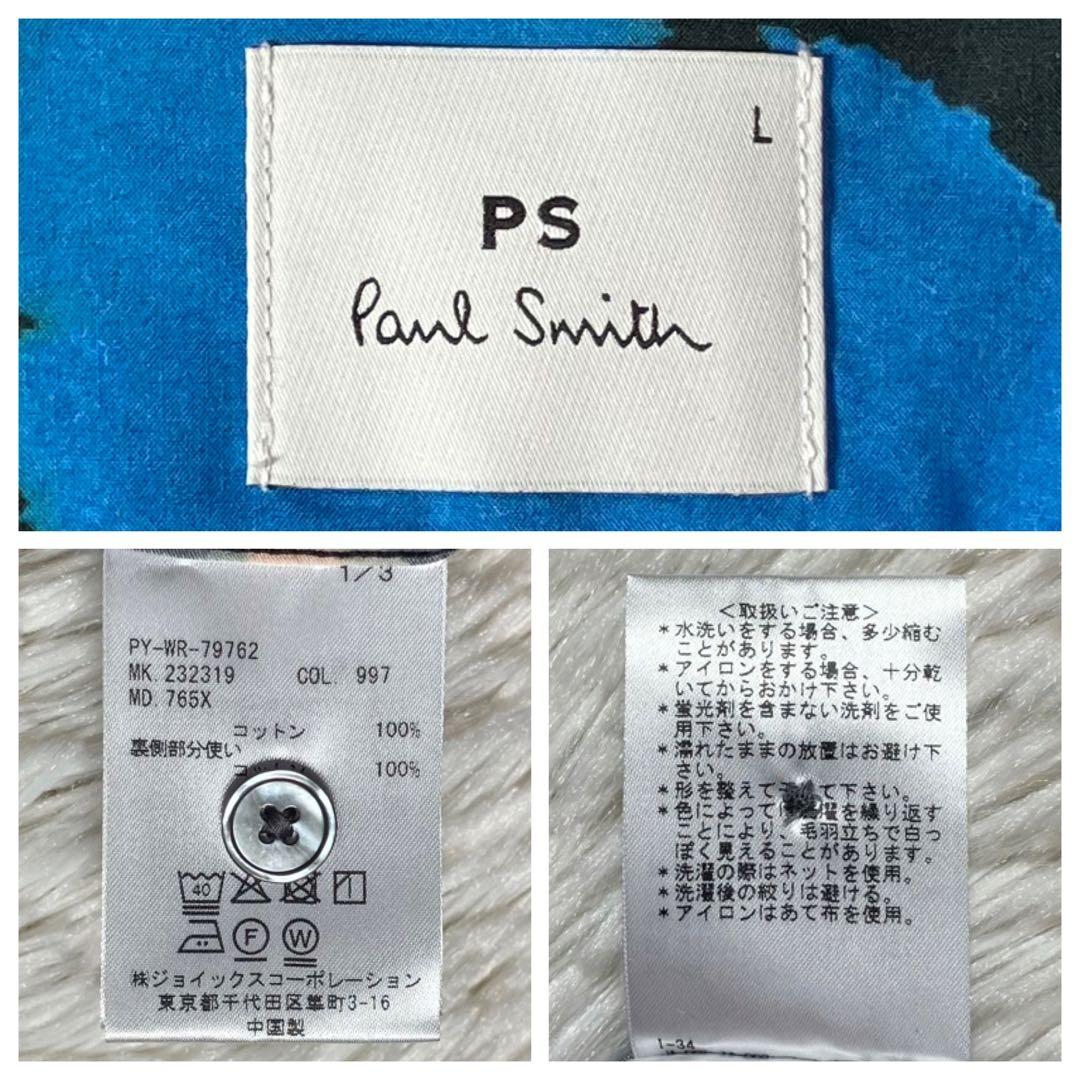 L
PS
Paul Smith
1/3
PY-WR-79762
MK. 232319 COL. 997
MD. 765X
コットン 100%
裏側部分使い
100%
40
F W
㈱ジョイックスコーポレーション
東京都千代田区隼町3-16
中国製
<取扱いご注意>
*水洗いをする場合、多少縮む
ことがあります。
*アイロンをする場合、十分乾
いてからおかけ下さい。
*蛍光剤を含まない洗剤をご使
用下さい。
*濡れたままの放置はお避け下
さい。
*形を整えて て下さい。
*色によって を繰り返す
ことにより、毛羽立ちで白っ
ぽく見えることがあります。
*洗濯の際はネットを使用。
*洗濯後の絞りは避ける。
*アイロンはあて布を使用。
1-34